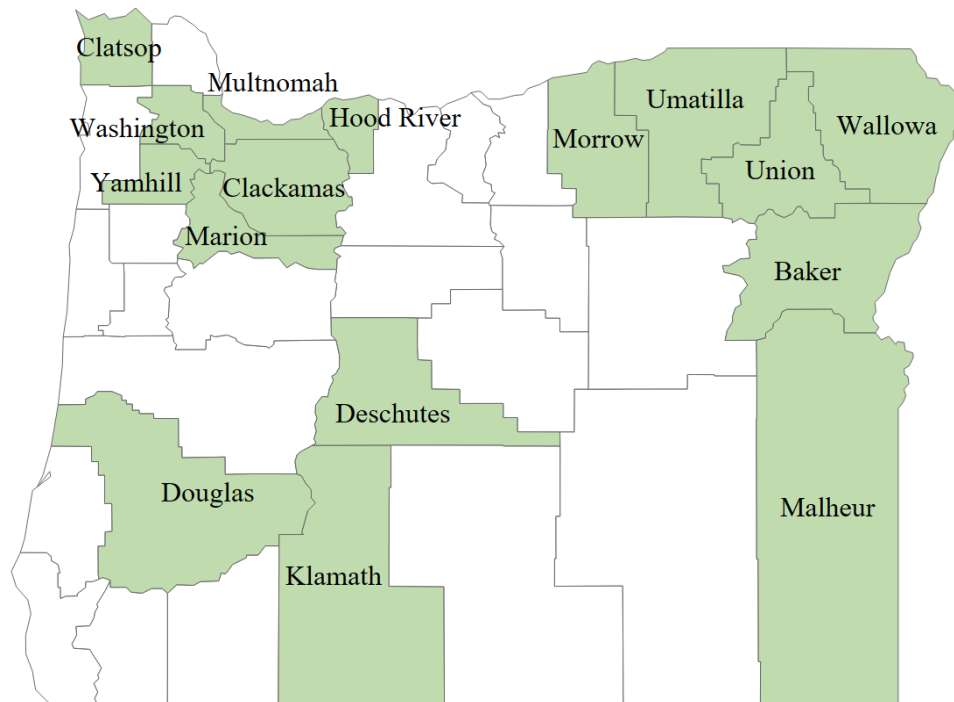 Clatsop
Multnomah
Umatilla
Hood River
Wallowa
Washington
Morrow
Union
Yamhill
Clackamas
Marion
Baker
Deschutes
Douglas
Malheur
Klamath